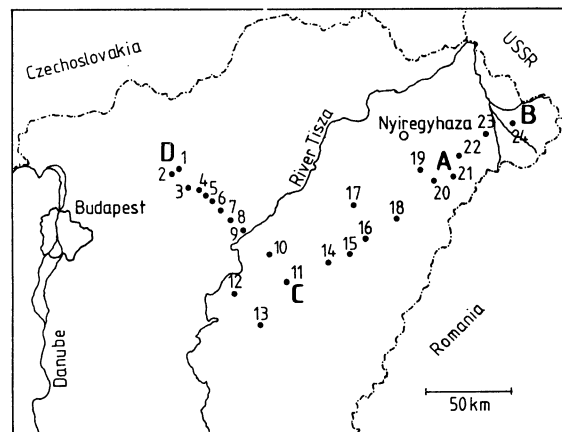 Czechoslovakia
USSR
River Tisza
Nyiregyhaza
23
B
24
22
D
1
2
A
19
21
20
3
4
5
6
7
8
9
17
18
Budapest
16
15
14
10
11
C
12
13
Danube
Romania
50 km